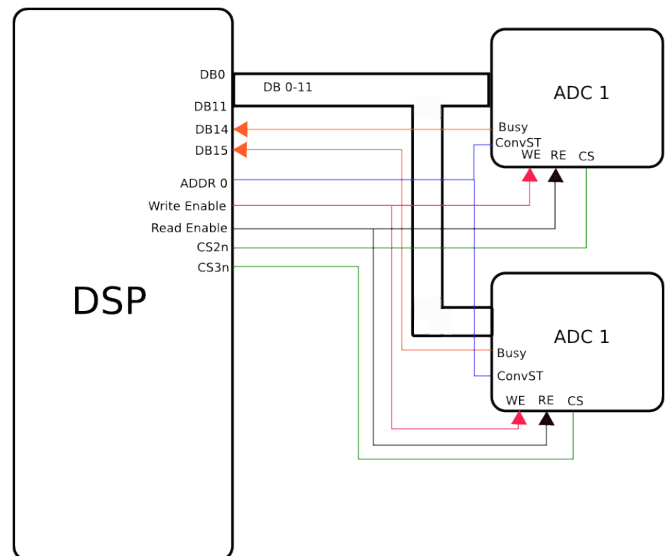 DB0
DB 0-11
DB11
DB14
DB15
ADDR 0
Write Enable
Read Enable
CS2n
CS3n
DSP
ADC 1
Busy
ConvST
WE RE CS
ADC 1
Busy
ConvST
WE RE CS